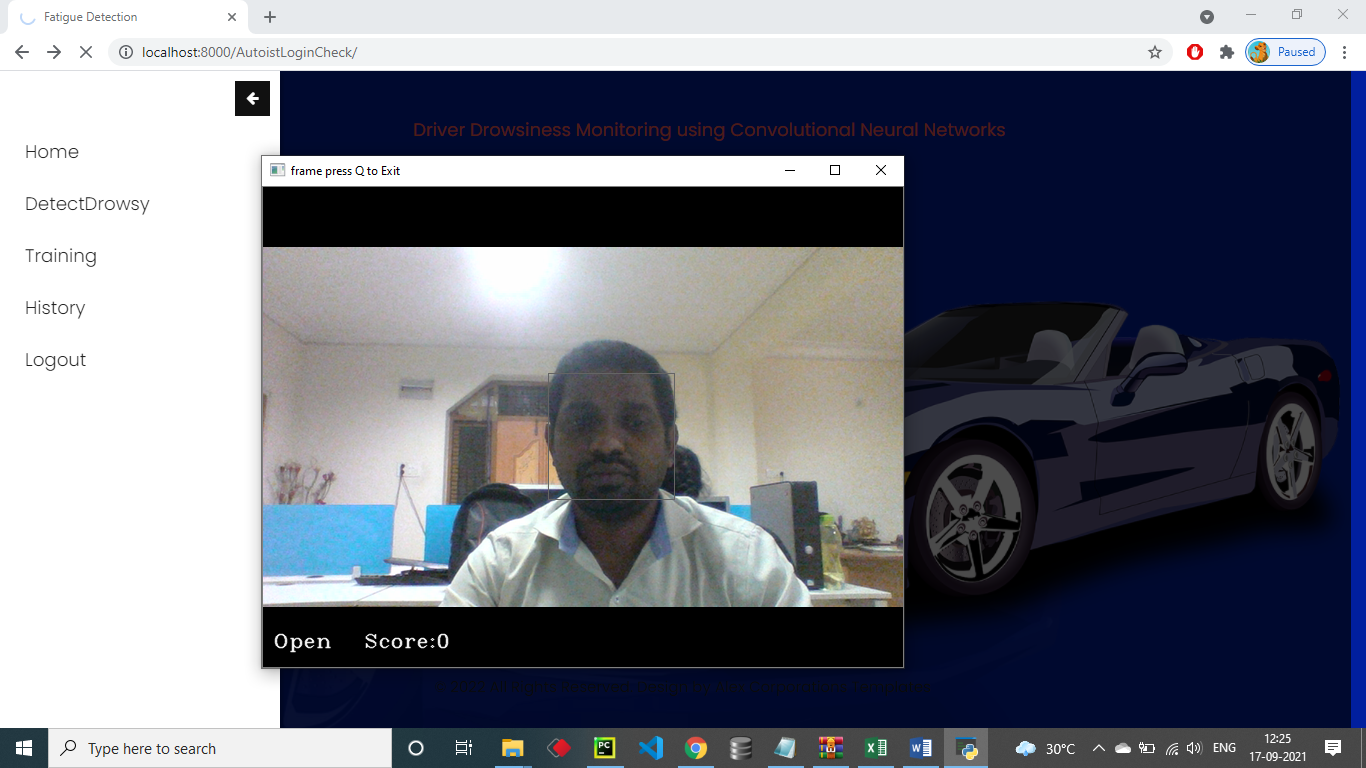 Fatigue Detection
localhost:8000/AutoistLoginCheck/
Paused
Driver Drowsiness Monitoring using Convolutional Neural Networks
Home
DetectDrowsy
Training
History
Logout
frame press Q to Exit
Open Score:0
Type here to search
PC
30°C
ENG
12:25
17-09-2021